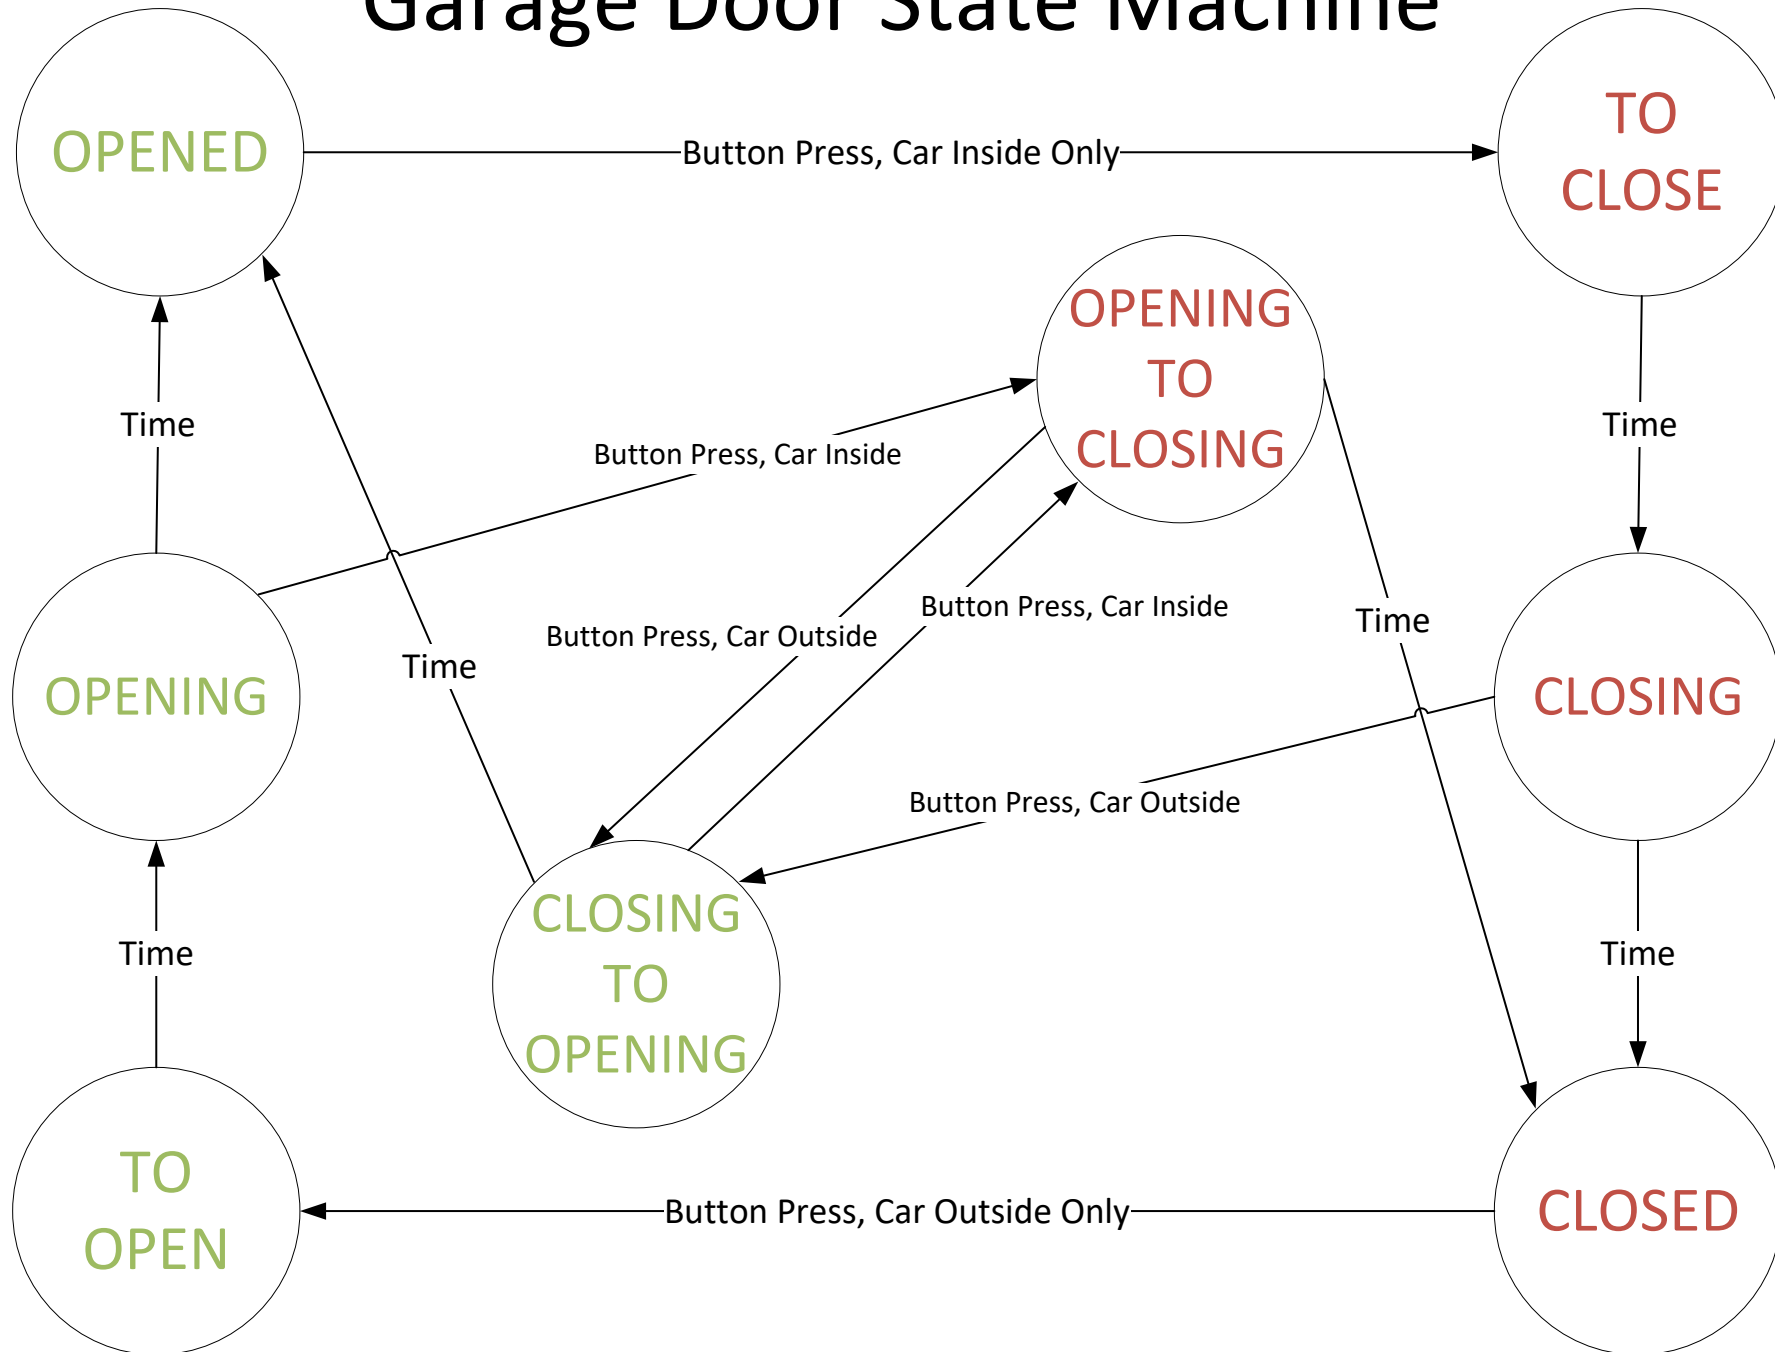 Garage Door State Machine
OPENED
Button Press, Car Inside Only
TO
CLOSE
OPENING
TO
CLOSING
Time
Time
Button Press, Car Inside
Button Press, Car Inside
Time
Button Press, Car Outside
Time
OPENING
CLOSING
Button Press, Car Outside
CLOSING
TO
OPENING
Time
Time
TO
OPEN
Button Press, Car Outside Only
CLOSED